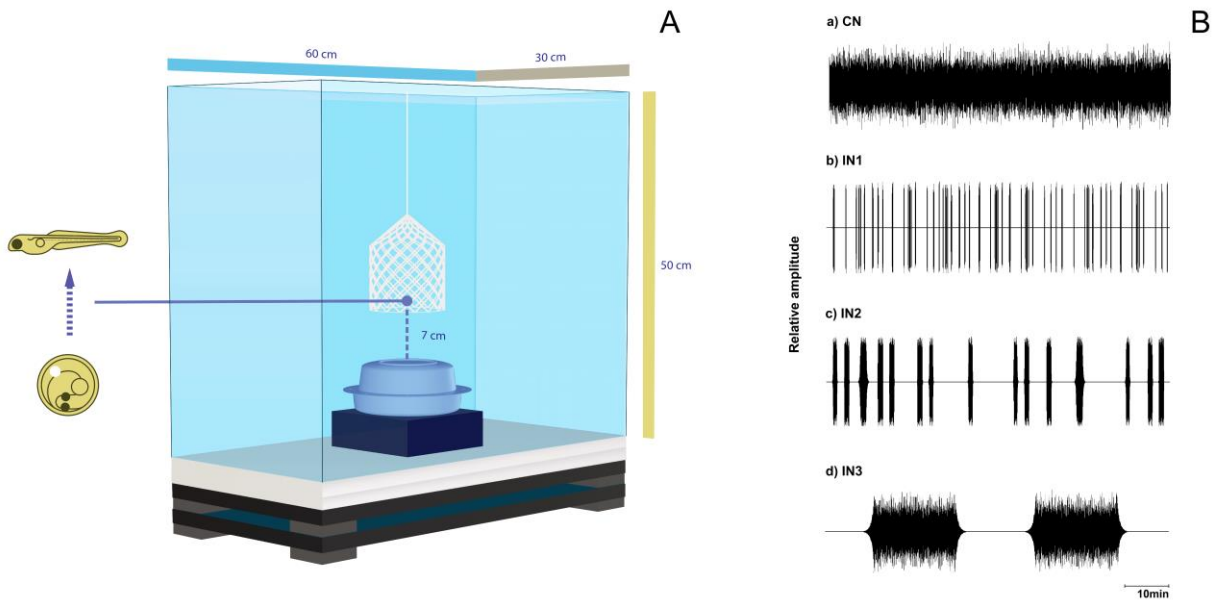 A
60 cm
30 cm
50 cm
7 cm
B
a) CN
b) IN1
c) IN2
d) IN3
Relative amplitude
10min